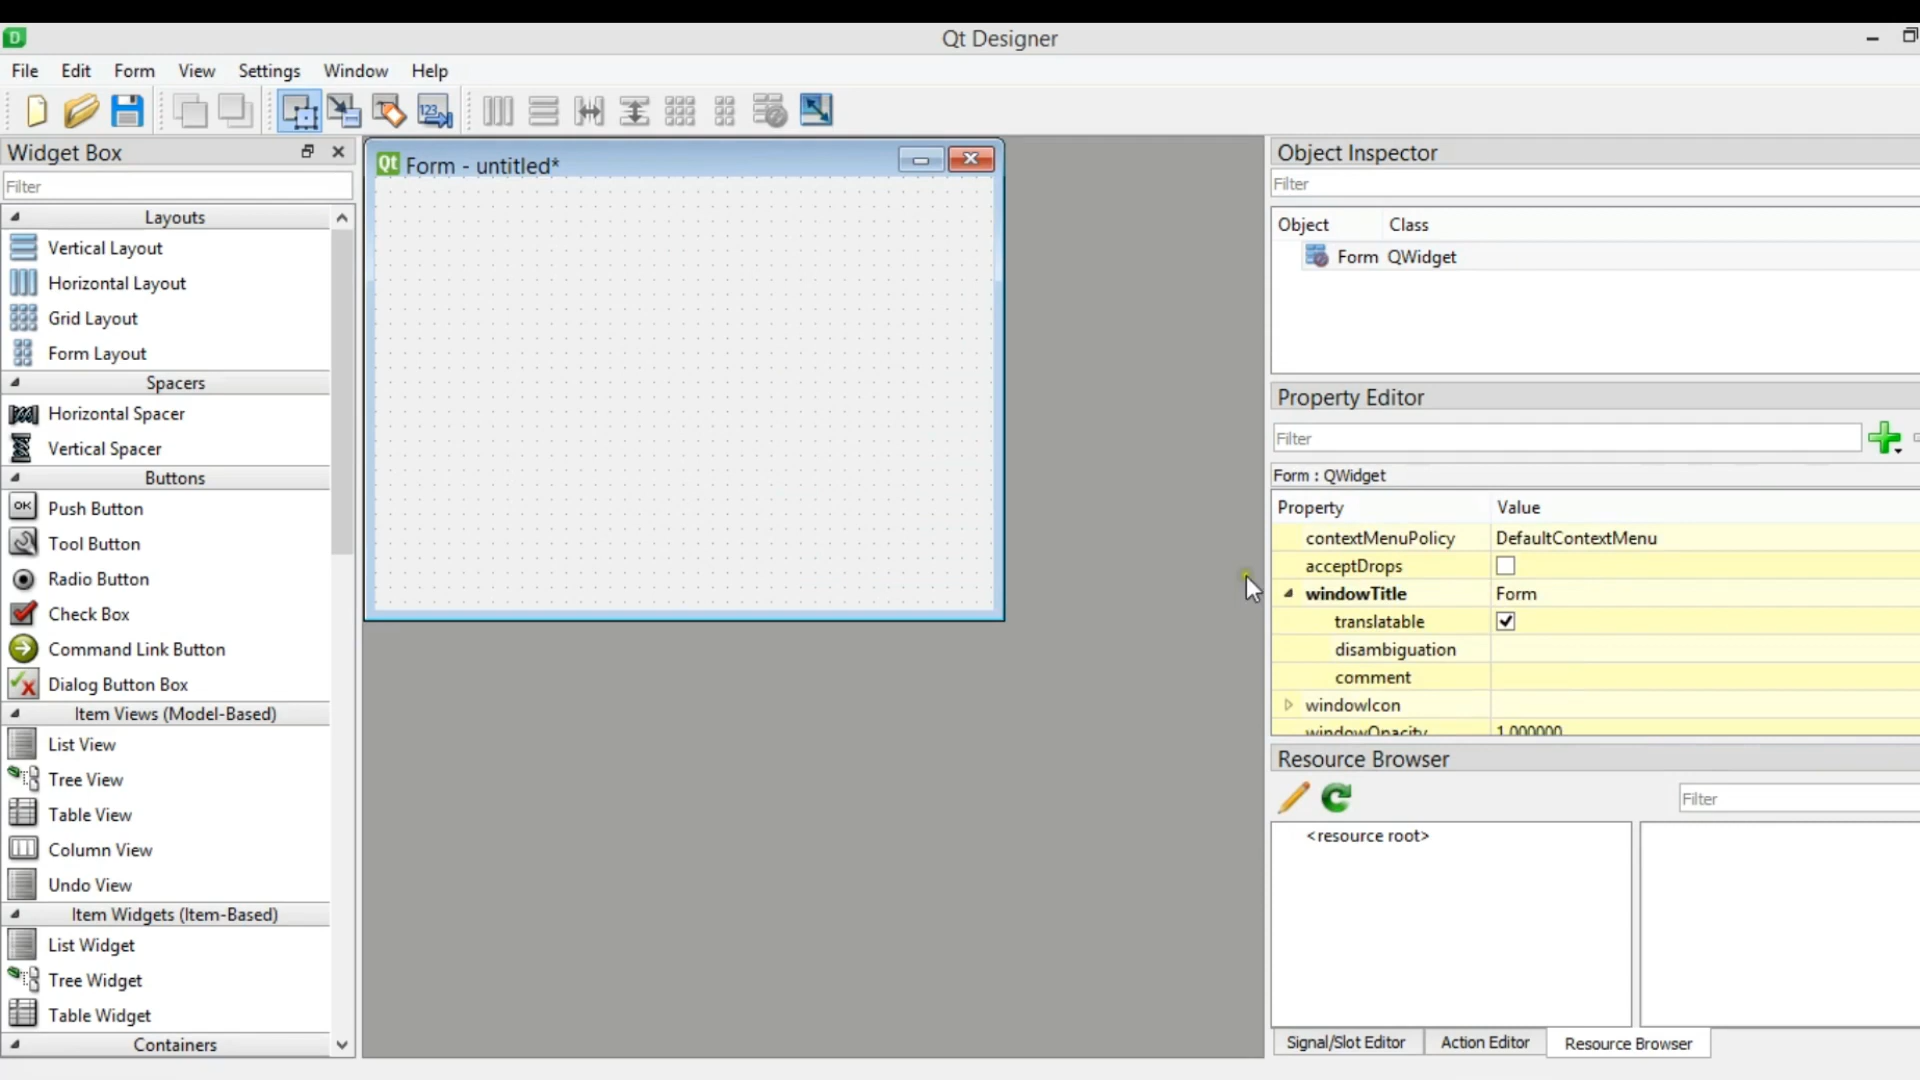 Qt Designer
File Edit Form View Settings Window Help
Widget Box
Filter
Layouts
Vertical Layout
Horizontal Layout
Grid Layout
Form Layout
Spacers
Horizontal Spacer
Vertical Spacer
Buttons
OK Push Button
Tool Button
Radio Button
Check Box
Command Link Button
Dialog Button Box
Item Views (Model-Based)
List View
Tree View
Table View
Column View
Undo View
Item Widgets (Item-Based)
List Widget
Tree Widget
Table Widget
Containers
Qt Form - untitled*
Object Inspector
Filter
Object Class
Form QWidget
Property Editor
Filter
Form : QWidget
Property Value
contextMenuPolicy DefaultContextMenu
acceptDrops
windowTitle Form
translatable
disambiguation
comment
windowIcon
windowOpacity 1.000000
Resource Browser
Filter
<resource root>
Signal/Slot Editor Action Editor Resource Browser